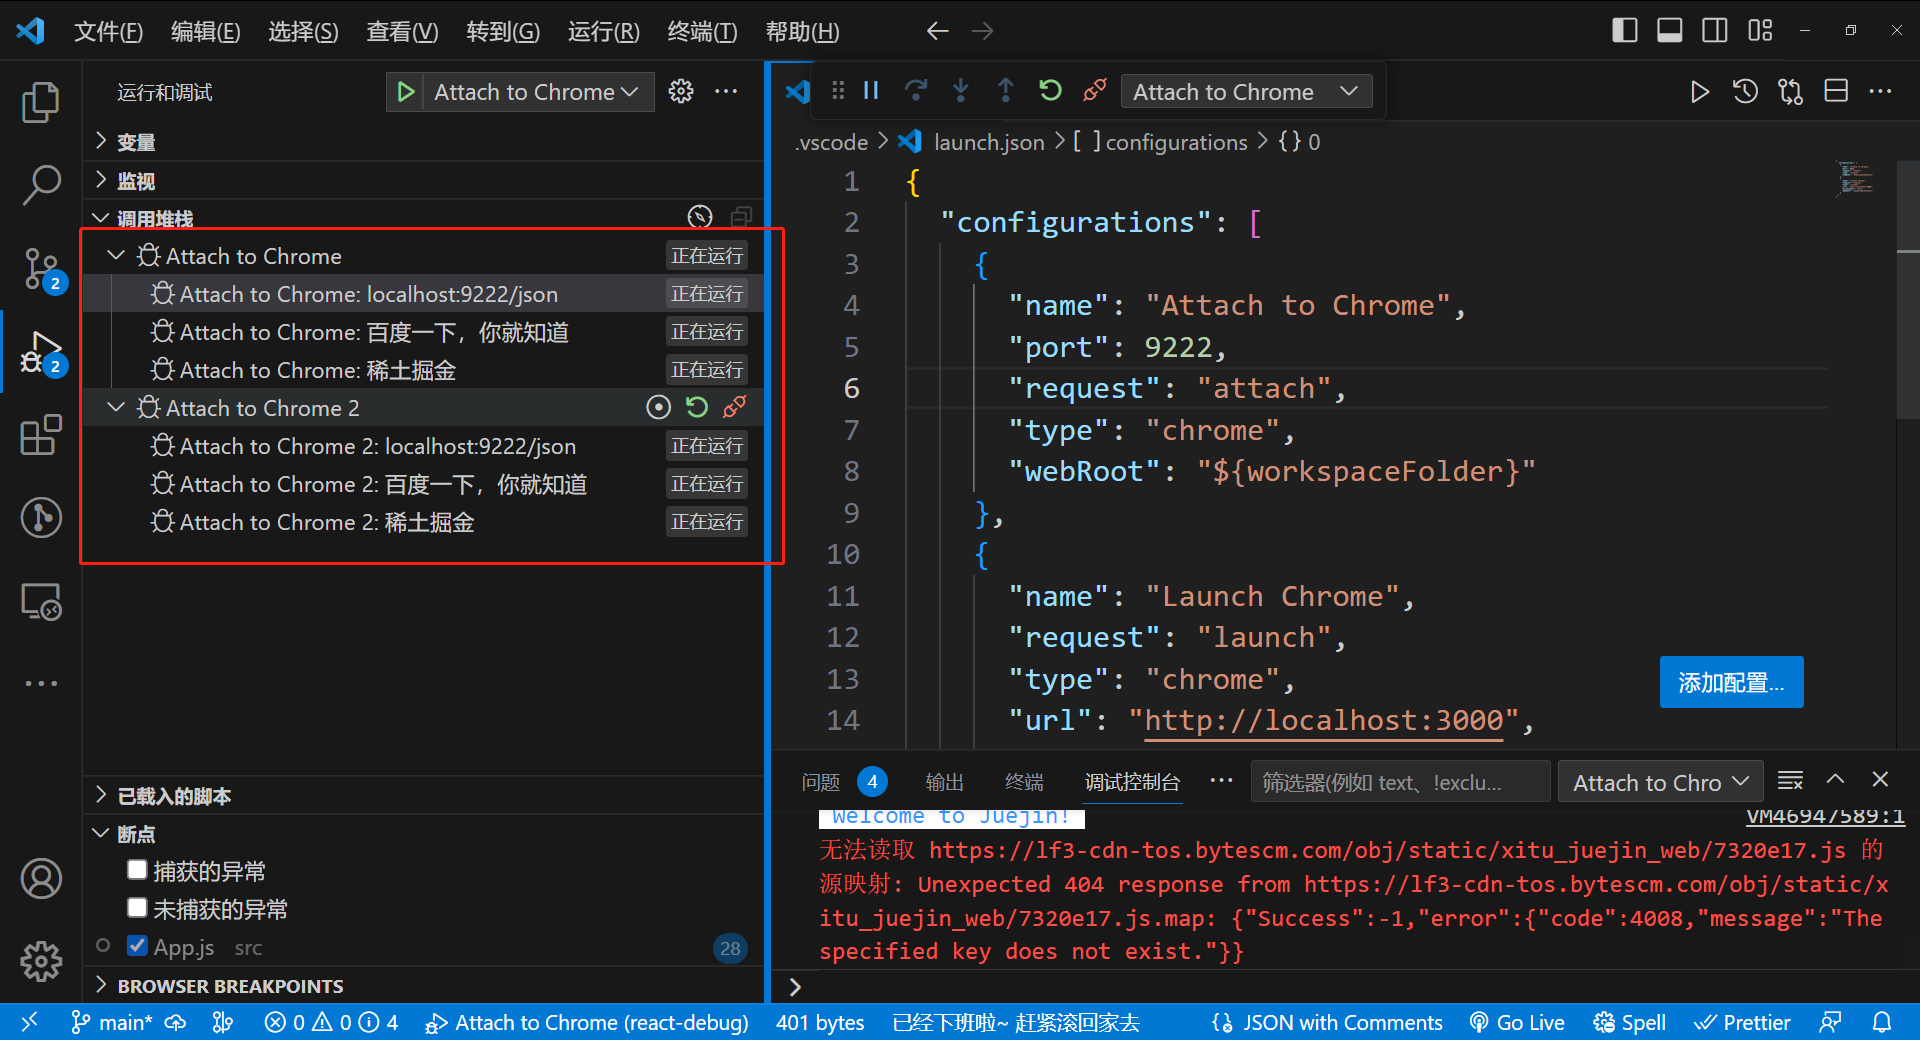 文件(F) 编辑(E) 选择(S) 查看(V) 转到(G) 运行(R) 终端(T) 帮助(H)
运行和调试 Attach to Chrome
变量
监视
调用堆栈
Attach to Chrome 正在运行
Attach to Chrome: localhost:9222/json 正在运行
Attach to Chrome: 百度一下，你就知道 正在运行
Attach to Chrome: 稀土掘金 正在运行
Attach to Chrome 2
Attach to Chrome 2: localhost:9222/json 正在运行
Attach to Chrome 2: 百度一下，你就知道 正在运行
Attach to Chrome 2: 稀土掘金 正在运行
已载入的脚本
断点
捕获的异常
未捕获的异常
App.js src 28
BROWSER BREAKPOINTS
2
2
Attach to Chrome
.vscode > launch.json > [ ] configurations > {} 0
1 {
2 "configurations": [
3 {
4 "name": "Attach to Chrome",
5 "port": 9222,
6 "request": "attach",
7 "type": "chrome",
8 "webRoot": "${workspaceFolder}"
9 },
10 {
11 "name": "Launch Chrome",
12 "request": "launch",
13 "type": "chrome",
14 "url": "http://localhost:3000",
添加配置...
问题 4 输出 终端 调试控制台 ··· 筛选器(例如 text、!exclu... Attach to Chro
Welcome to Juejin! VM46947589:1
无法读取 https://lf3-cdn-tos.bytescm.com/obj/static/xitu_juejin_web/7320e17.js 的
源映射: Unexpected 404 response from https://lf3-cdn-tos.bytescm.com/obj/static/x
itu_juejin_web/7320e17.js.map: {"Success":-1,"error":{"code":4008,"message":"The
specified key does not exist."}}
>
main* 0 0 4 Attach to Chrome (react-debug) 401 bytes 已经下班啦~ 赶紧滚回家去 JSON with Comments Go Live Spell Prettier